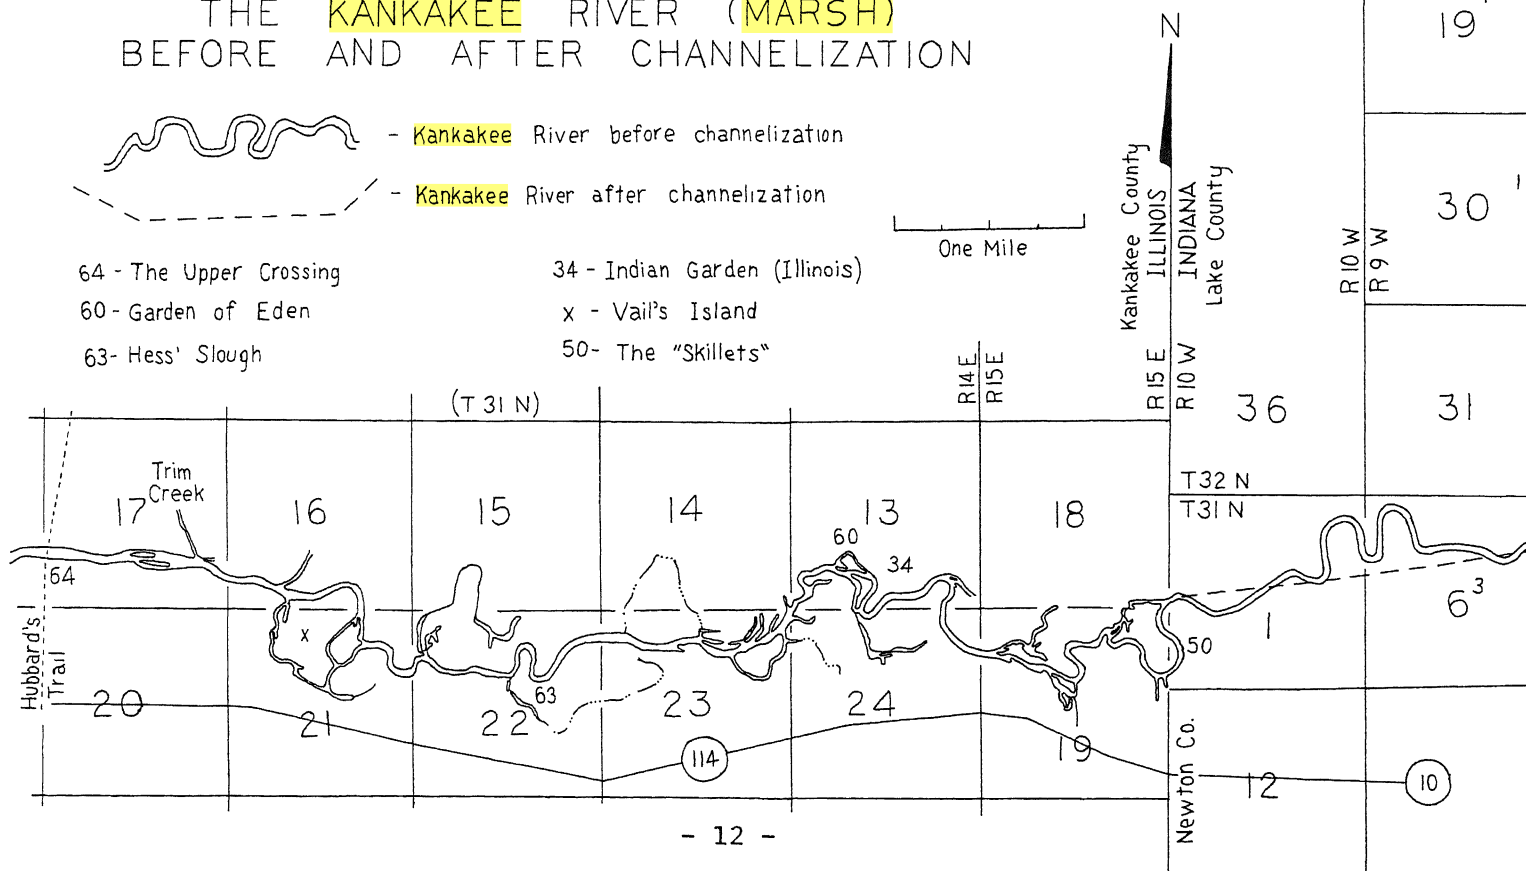 THE KANKAKEE RIVER (MARSH)
BEFORE AND AFTER CHANNELIZATION
- Kankakee River before channelization
- Kankakee River after channelization
64 - The Upper Crossing
60 - Garden of Eden
63- Hess' Slough
34 - Indian Garden (Illinois)
x - Vail's Island
50- The "Skillets"
One Mile
N
Kankakee County
ILLINOIS
INDIANA
Lake County
R 10 W
R 9 W
19
30
31
36
R14E
R15E
R 15 E
R 10 W
(T 31 N)
T32 N
T31 N
Trim
Creek
17
16
15
14
13
18
60
34
64
x
63
50
1
6³
Hubbard's
Trail
20
21
22
23
24
19
12
114
10
Newton Co.
- 12 -